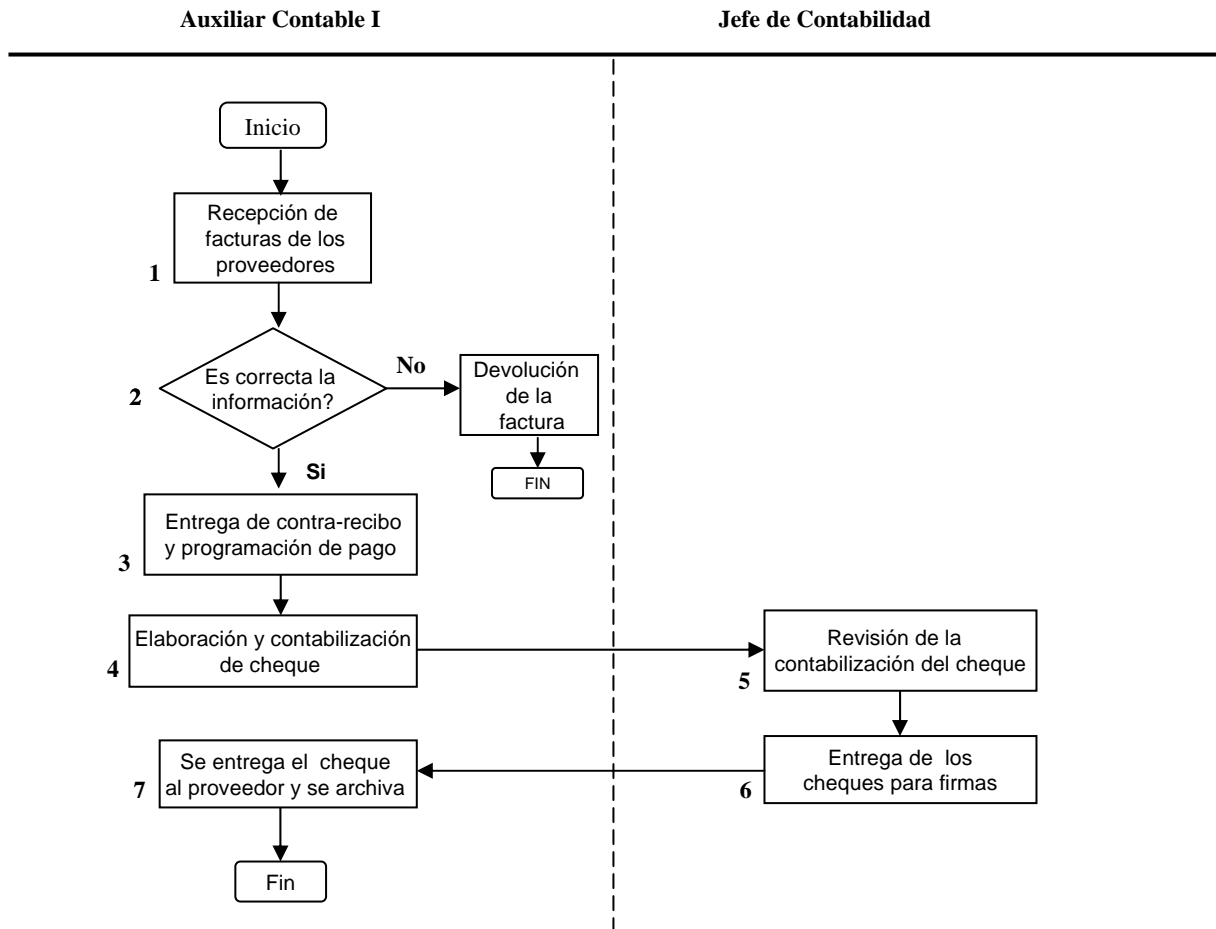 Auxiliar Contable I
Jefe de Contabilidad
Inicio
Recepción de
facturas de los
proveedores
1
Es correcta la
información?
2
No
Devolución
de la
factura
FIN
Si
Entrega de contra-recibo
y programación de pago
3
Elaboración y contabilización
de cheque
4
Revisión de la
contabilización del cheque
5
Entrega de los
cheques para firmas
6
Se entrega el cheque
al proveedor y se archiva
7
Fin